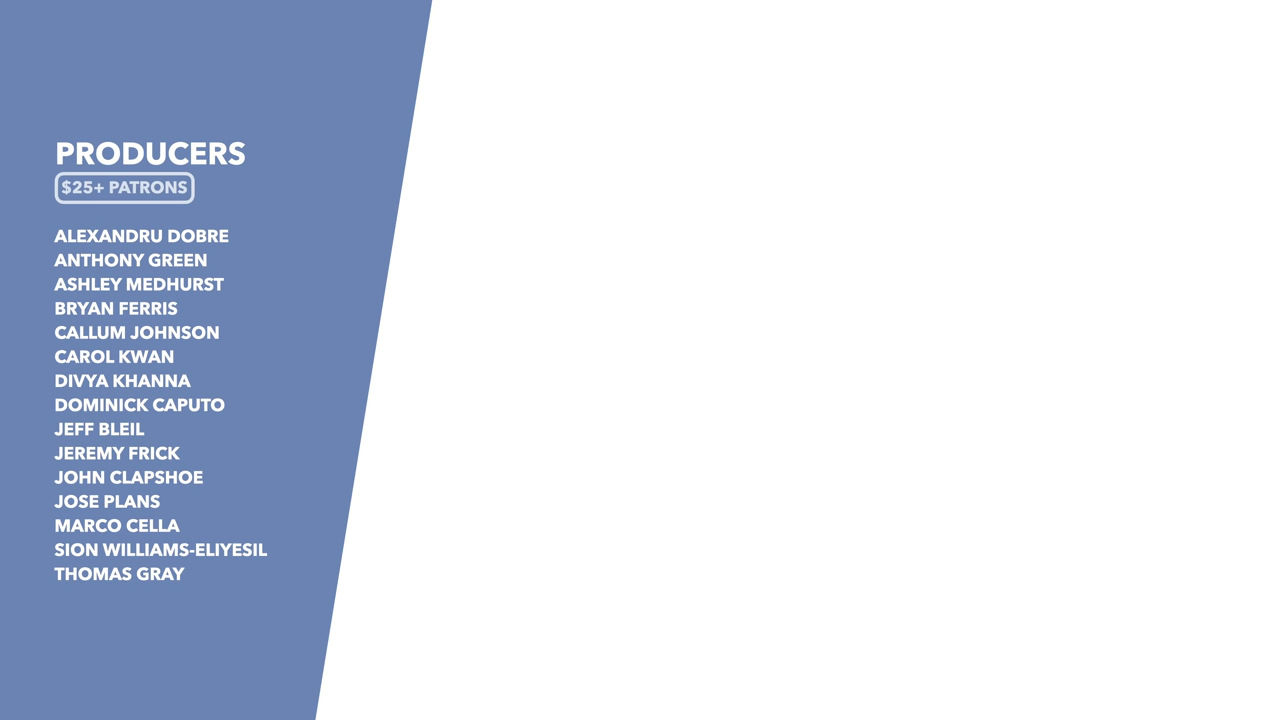 PRODUCERS
$25+ PATRONS
ALEXANDRU DOBRE
ANTHONY GREEN
ASHLEY MEDHURST
BRYAN FERRIS
CALLUM JOHNSON
CAROL KWAN
DIVYA KHANNA
DOMINICK CAPUTO
JEFF BLEIL
JEREMY FRICK
JOHN CLAPSHOE
JOSE PLANS
MARCO CELLA
SION WILLIAMS-ELIYESIL
THOMAS GRAY